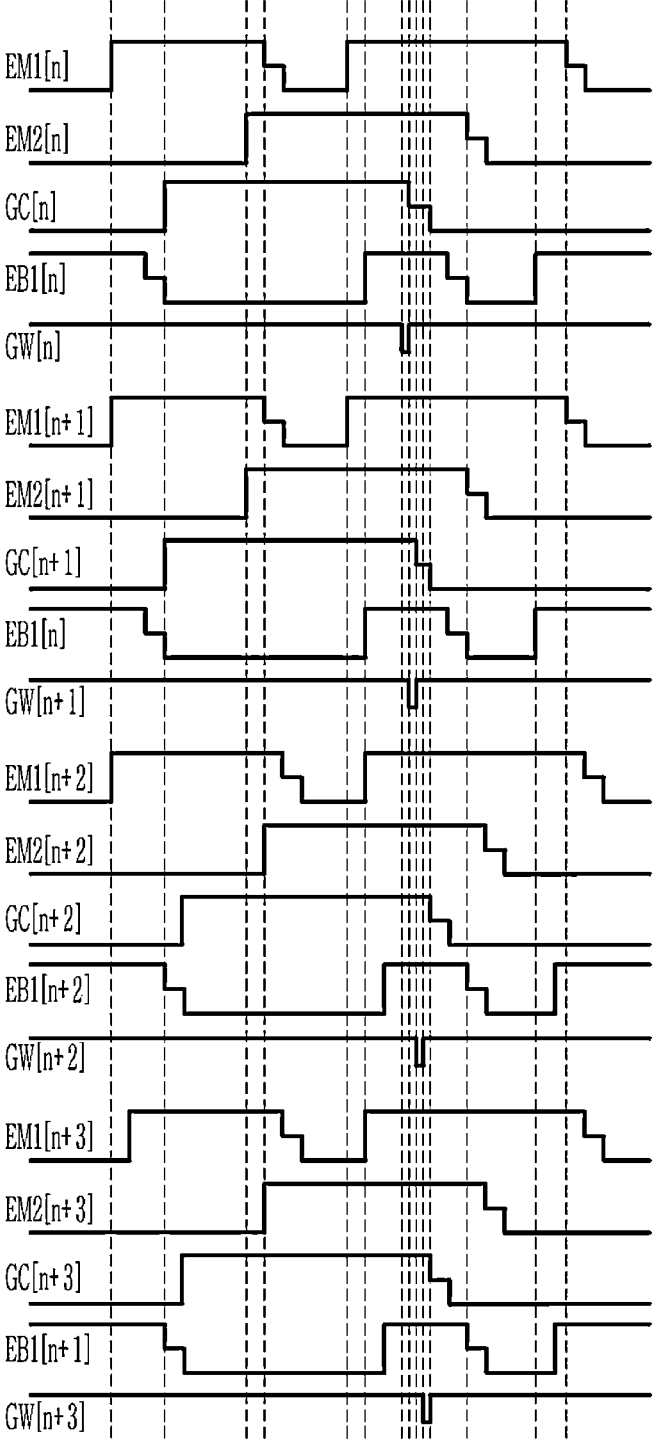 EM1[n]
EM2[n]
GC[n]
EB1[n]
GW[n]
EM1[n+1]
EM2[n+1]
GC[n+1]
EB1[n]
GW[n+1]
EM1[n+2]
EM2[n+2]
GC[n+2]
EB1[n+2]
GW[n+2]
EM1[n+3]
EM2[n+3]
GC[n+3]
EB1[n+1]
GW[n+3]